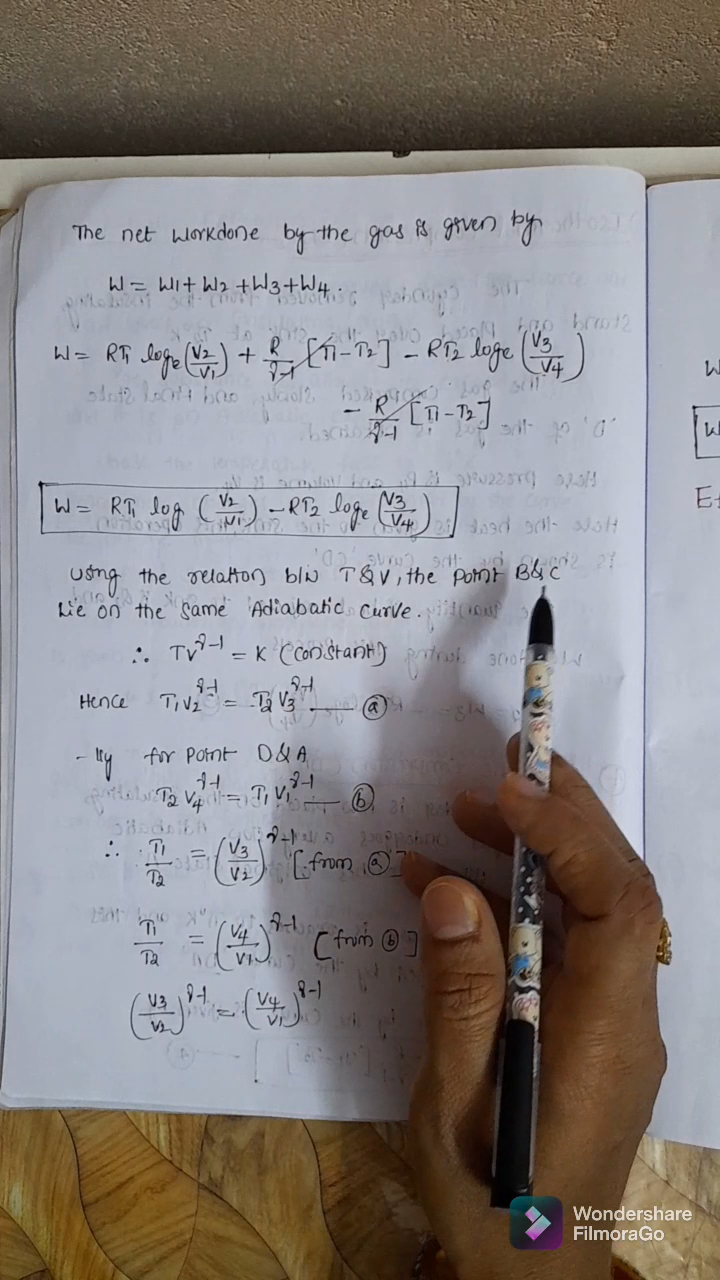 The net workdone by the gas is given by
W = W1 + W2 + W3 + W4.
W = RT1 loge (V2/V1) + R/γ-1 [T1 - T2] - RT2 loge (V3/V4)
- R/γ-1 [T1 - T2]
W = RT1 log (V2/V1) - RT2 loge (V3/V4)
using the relation b/w T & V, the point B & C
Lie on the same Adiabatic curve.
∴ TV^γ-1 = K (constant)
Hence T1V2^γ-1 = T2V3^γ-1 — (a)
- lly for point D & A
T2V4^γ-1 = T1V1^γ-1 — (b)
∴ T1/T2 = (V3/V2)^γ-1 [from (a)]
T1/T2 = (V4/V1)^γ-1 [from (b)]
(V3/V2)^γ-1 = (V4/V1)^γ-1
W
W
Ef
Wondershare
FilmoraGo